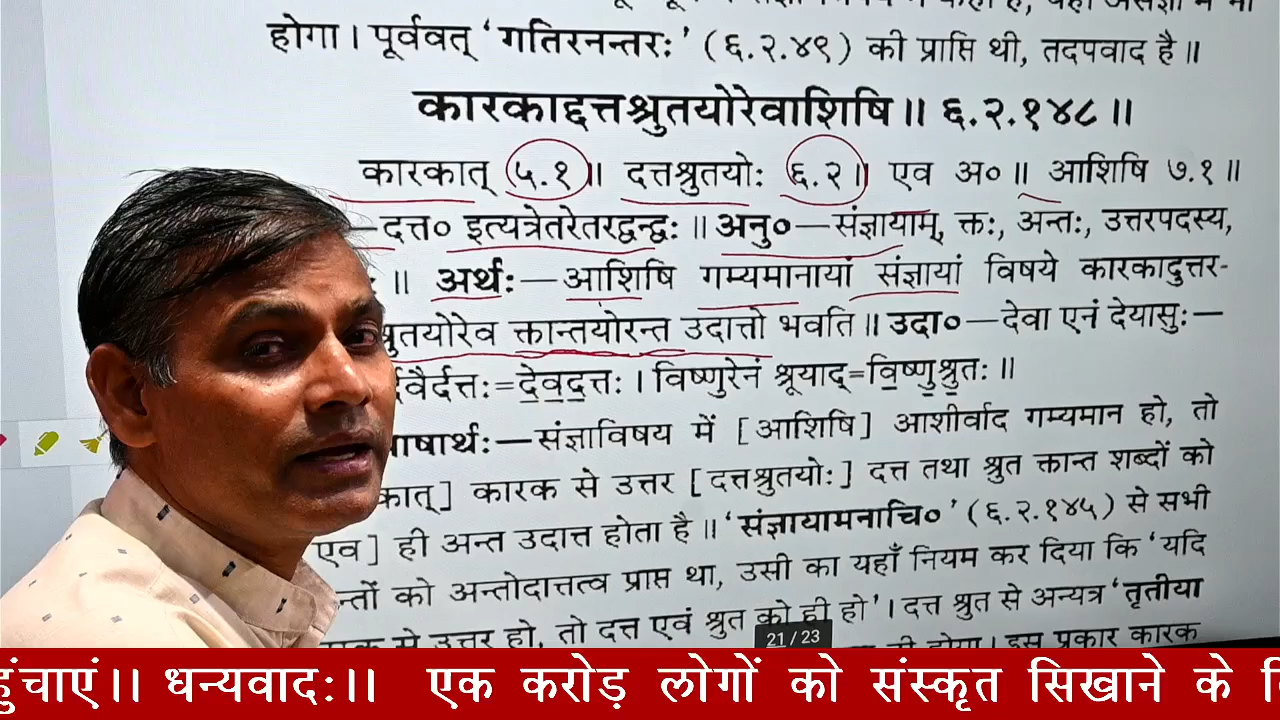 होगा। पूर्ववत् ‘गतिरनन्तरः’ (६.२.४९) की प्राप्ति थी, तदपवाद है॥
कारकाद्दत्तश्रुतयोरेवाशिषि॥ ६.२.१४८॥
कारकात् ५.१॥ दत्तश्रुतयोः ६.२॥ एव अ०॥ आशिषि ७.१॥
—दत्त० इत्यत्रेतरेतरद्वन्द्वः॥ अनु०—संज्ञायाम्, क्तः, अन्तः, उत्तरपदस्य,
॥ अर्थः—आशिषि गम्यमानायां संज्ञायां विषये कारकादुत्तर-
श्रुतयोरेव क्तान्तयोरन्त उदात्तो भवति॥ उदा०—देवा एनं देयासुः—
र्देवैर्दत्तः=दे॒व॒द॒त्तः। विष्णुरेनं श्रूयाद्=वि॒ष्णु॒श्रु॒तः॥
भाषार्थः—संज्ञाविषय में [आशिषि] आशीर्वाद गम्यमान हो, तो
कात्] कारक से उत्तर [दत्तश्रुतयोः] दत्त तथा श्रुत क्तान्त शब्दों को
एव] ही अन्त उदात्त होता है॥ ‘संज्ञायामनाचि०’ (६.२.१४५) से सभी
न्तों को अन्तोदात्तत्व प्राप्त था, उसी का यहाँ नियम कर दिया कि ‘यदि
से उत्तर हो, तो दत्त एवं श्रुत को ही हो’। दत्त श्रुत से अन्यत्र ‘तृतीया
होगा। इस प्रकार कारक
21 / 23
हुंचाएं।। धन्यवादः।। एक करोड़ लोगों को संस्कृत सिखाने के